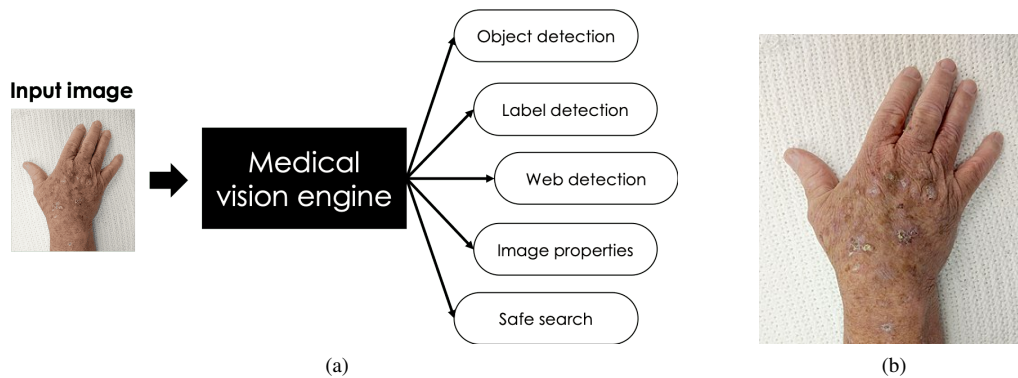 Input image
Medical
vision engine
Object detection
Label detection
Web detection
Image properties
Safe search
(a)
(b)